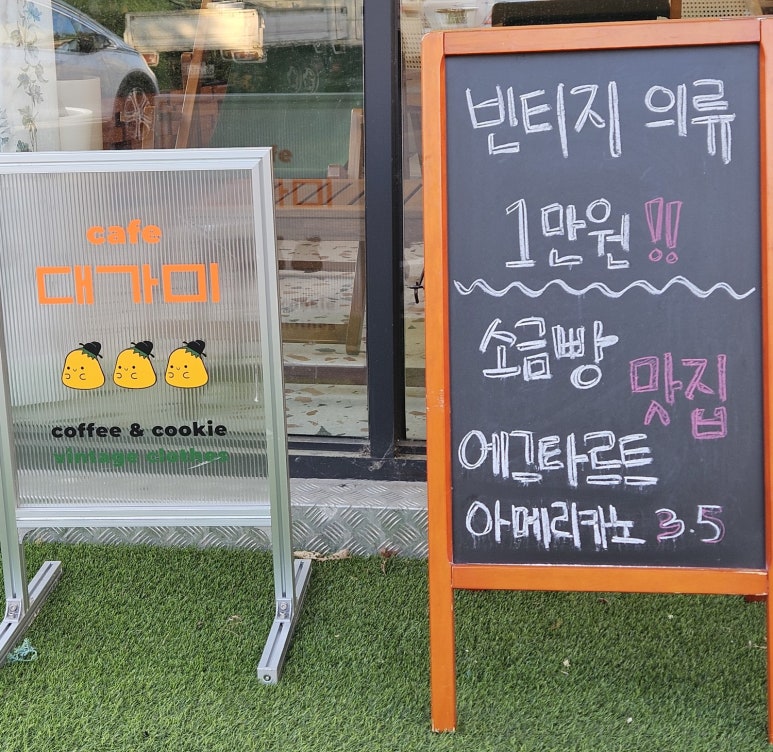 cafe
대가미
coffee & cookie
vintage clothes
빈티지 의류
1만원!!
소금빵
맛집
에그타르트
아메리카노 3.5